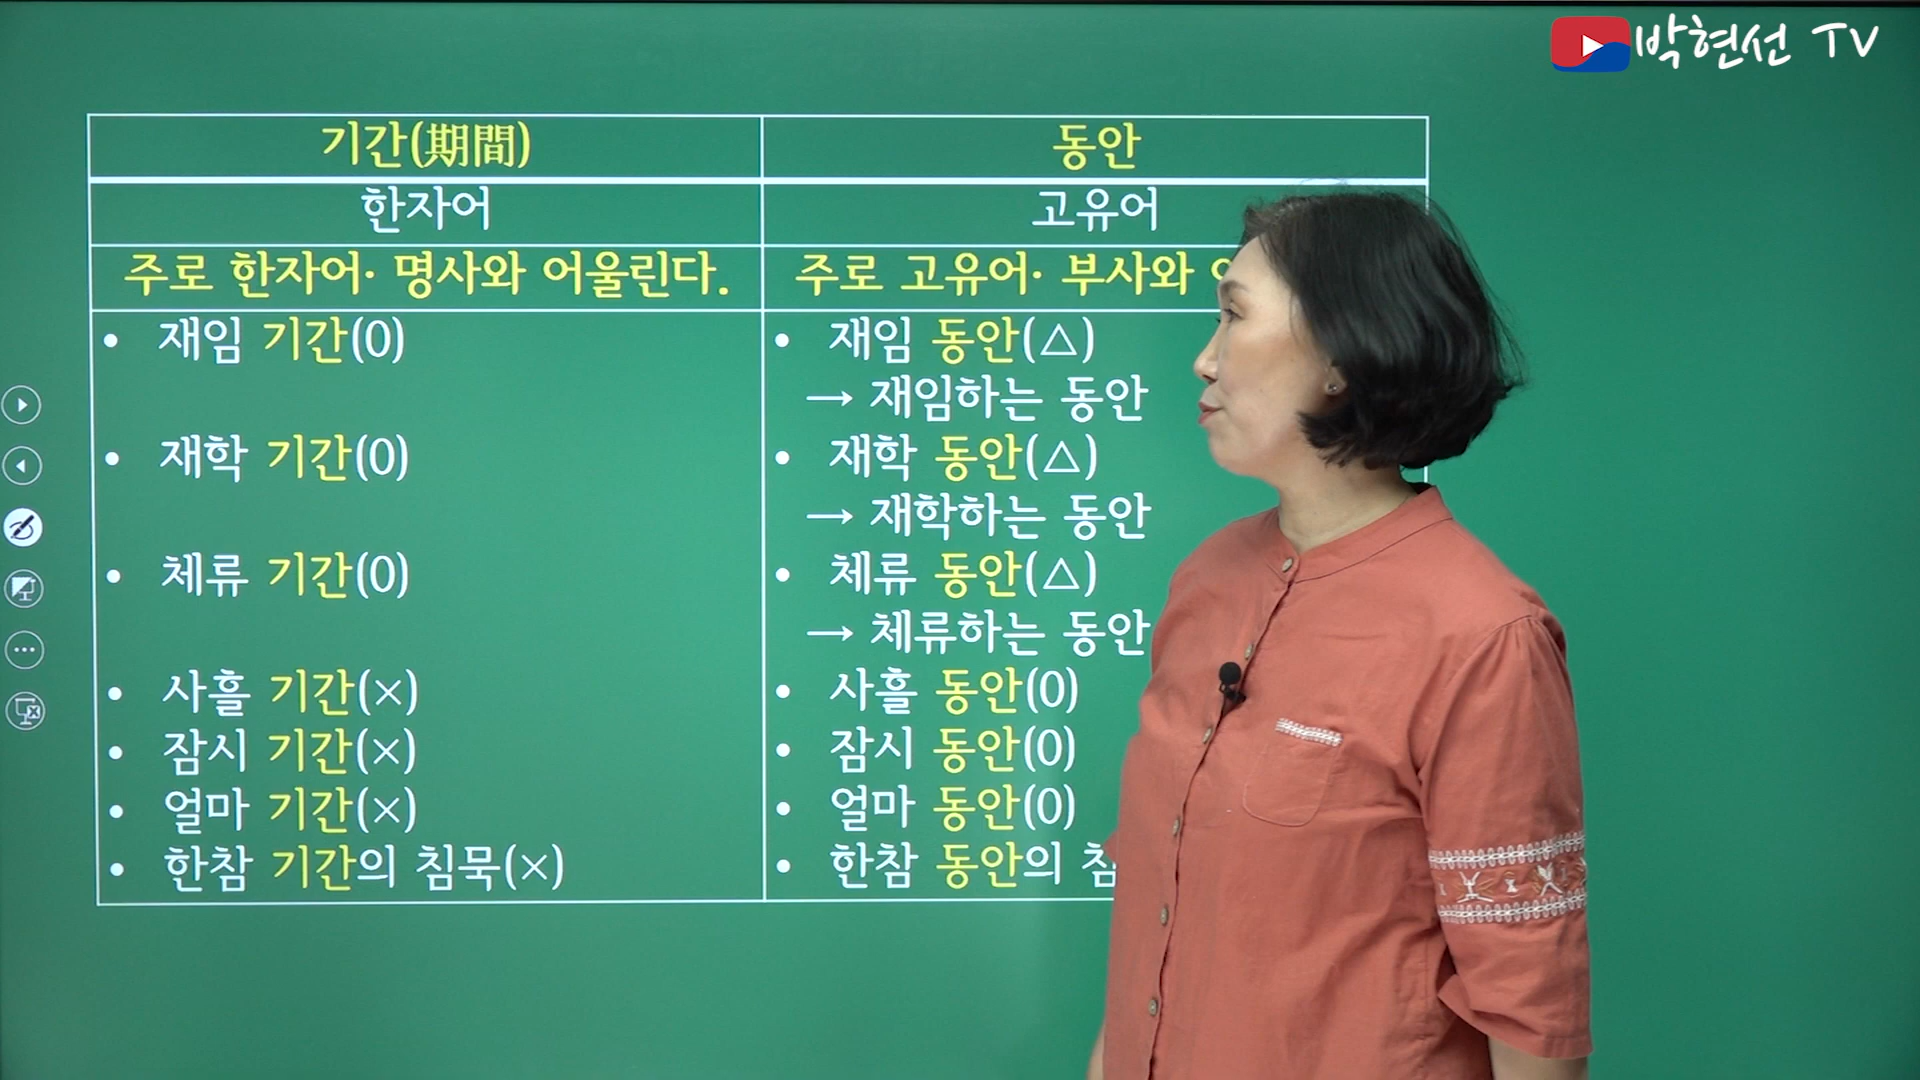 박현선 TV
기간(期間)
동안
한자어
고유어
주로 한자어· 명사와 어울린다.
주로 고유어· 부사와
• 재임 기간(0)
• 재학 기간(0)
• 체류 기간(0)
• 사흘 기간(×)
• 잠시 기간(×)
• 얼마 기간(×)
• 한참 기간의 침묵(×)
• 재임 동안(△)
→ 재임하는 동안
• 재학 동안(△)
→ 재학하는 동안
• 체류 동안(△)
→ 체류하는 동안
• 사흘 동안(0)
• 잠시 동안(0)
• 얼마 동안(0)
• 한참 동안의